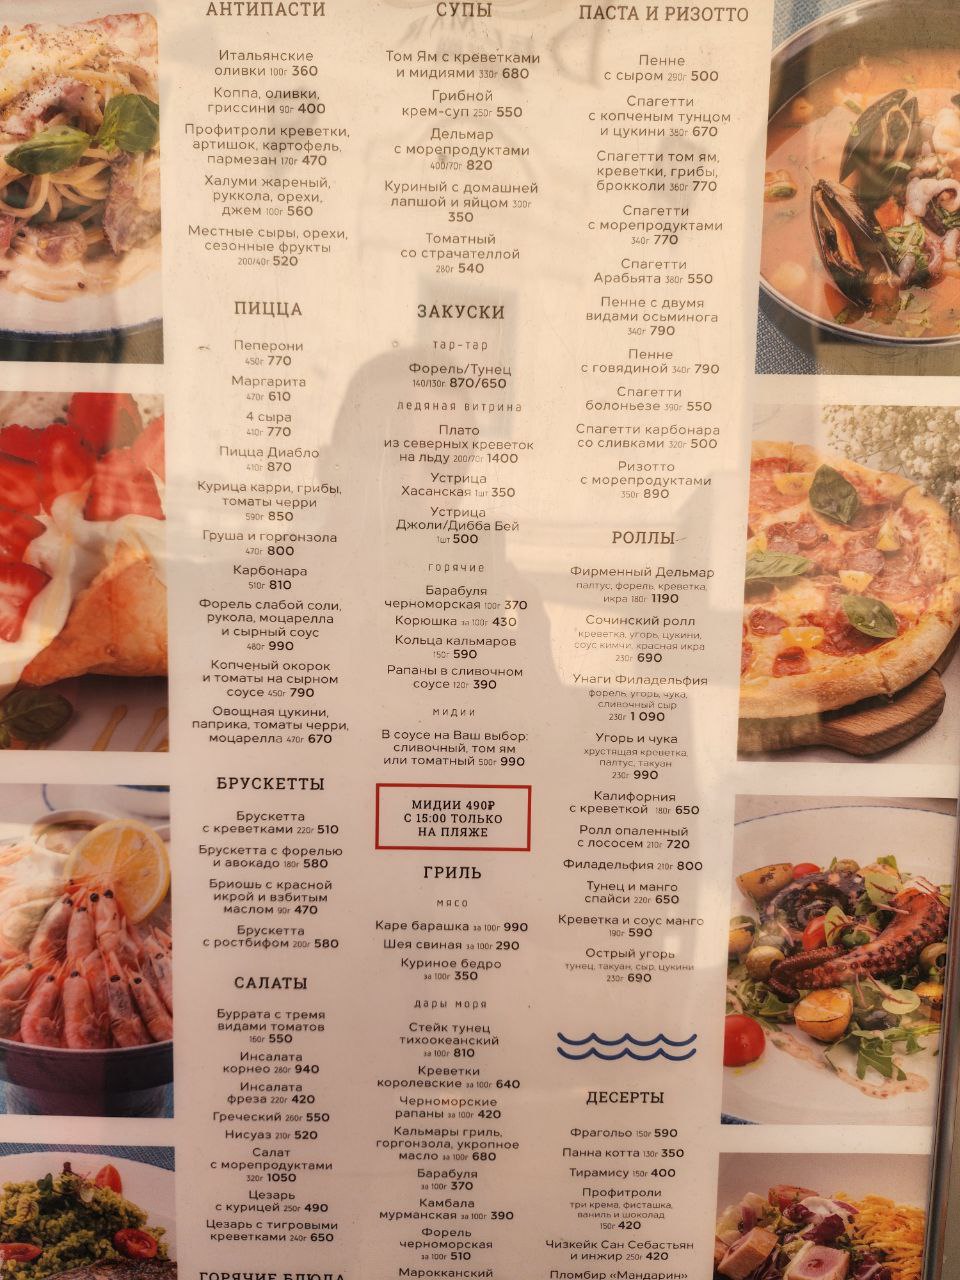 АНТИПАСТИ
Итальянские
оливки 100г 360
Коппа, оливки,
гриссини 90г 400
Профитроли креветки,
артишок, картофель,
пармезан 170г 470
Халуми жареный,
руккола, орехи,
джем 100г 560
Местные сыры, орехи,
сезонные фрукты
200/40г 520
ПИЦЦА
Пеперони
450г 770
Маргарита
470г 610
4 сыра
410г 770
Пицца Диабло
410г 870
Курица карри, грибы,
томаты черри
590г 850
Груша и горгонзола
470г 800
Карбонара
510г 810
Форель слабой соли,
рукола, моцарелла
и сырный соус
480г 990
Копченый окорок
и томаты на сырном
соусе 450г 790
Овощная цукини,
паприка, томаты черри,
моцарелла 470г 670
БРУСКЕТТЫ
Брускетта
с креветками 220г 510
Брускетта с форелью
и авокадо 180г 580
Бриошь с красной
икрой и взбитым
маслом 90г 470
Брускетта
с ростбифом 200г 580
САЛАТЫ
Буррата с тремя
видами томатов
160г 550
Инсалата
корнео 280г 940
Инсалата
фреза 220г 420
Греческий 260г 550
Нисуаз 210г 520
Салат
с морепродуктами
320г 1050
Цезарь
с курицей 250г 490
Цезарь с тигровыми
креветками 240г 650
ГОРЯЧИЕ БЛЮДА
СУПЫ
Том Ям с креветками
и мидиями 330г 680
Грибной
крем-суп 250г 550
Дельмар
с морепродуктами
400/70г 820
Куриный с домашней
лапшой и яйцом 300г
350
Томатный
со страчателлой
280г 540
ЗАКУСКИ
тар-тар
Форель/Тунец
140/130г 870/650
ледяная витрина
Плато
из северных креветок
на льду 200/70г 1400
Устрица
Хасанская 1шт 350
Устрица
Джоли/Дибба Бей
1шт 500
горячие
Барабуля
черноморская 100г 370
Корюшка за 100г 430
Кольца кальмаров
150г 590
Рапаны в сливочном
соусе 120г 390
мидии
В соусе на Ваш выбор:
сливочный, том ям
или томатный 500г 990
МИДИИ 490₽
С 15:00 ТОЛЬКО
НА ПЛЯЖЕ
ГРИЛЬ
мясо
Каре барашка за 100г 990
Шея свиная за 100г 290
Куриное бедро
за 100г 350
дары моря
Стейк тунец
тихоокеанский
за 100г 810
Креветки
королевские за 100г 640
Черноморские
рапаны за 100г 420
Кальмары гриль,
горгонзола, укропное
масло за 100г 680
Барабуля
за 100г 370
Камбала
мурманская за 100г 390
Форель
черноморская
за 100г 510
Марокканский
ПАСТА И РИЗОТТО
Пенне
с сыром 290г 500
Спагетти
с копченым тунцом
и цукини 380г 670
Спагетти том ям,
креветки, грибы,
брокколи 360г 770
Спагетти
с морепродуктами
340г 770
Спагетти
Арабьята 380г 550
Пенне с двумя
видами осьминога
340г 790
Пенне
с говядиной 340г 790
Спагетти
болоньезе 390г 550
Спагетти карбонара
со сливками 320г 500
Ризотто
с морепродуктами
350г 890
РОЛЛЫ
Фирменный Дельмар
палтус, форель, креветка,
икра 180г 1190
Сочинский ролл
креветка, угорь, цукини,
соус кимчи, красная икра
230г 690
Унаги Филадельфия
форель, угорь, чука,
сливочный сыр
230г 1 090
Угорь и чука
хрустящая креветка,
палтус, такуан
230г 990
Калифорния
с креветкой 180г 650
Ролл опаленный
с лососем 210г 720
Филадельфия 210г 800
Тунец и манго
спайси 220г 650
Креветка и соус манго
190г 590
Острый угорь
тунец, такуан, сыр, цукини
230г 690
ДЕСЕРТЫ
Фрагольо 150г 590
Панна котта 130г 350
Тирамису 150г 400
Профитроли
три крема, фисташка,
ваниль и шоколад
150г 420
Чизкейк Сан Себастьян
и инжир 250г 420
Пломбир «Мандарин»